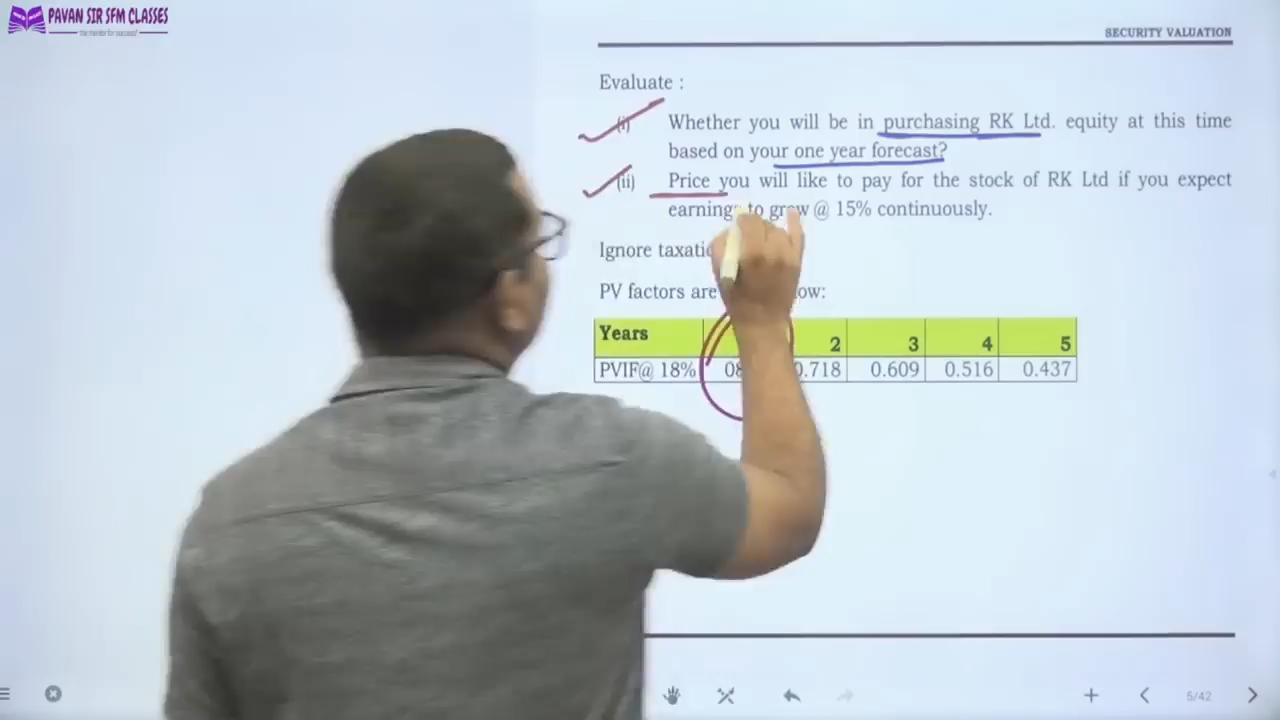 PAVAN SIR SFM CLASSES
SECURITY VALUATION
Evaluate :
(i) Whether you will be in purchasing RK Ltd. equity at this time
based on your one year forecast?
(ii) Price you will like to pay for the stock of RK Ltd if you expect
earnings to grow @ 15% continuously.
Ignore
PV factors are
Years 2 3 4 5
PVIF@ 18% 0.718 0.609 0.516 0.437
5/42